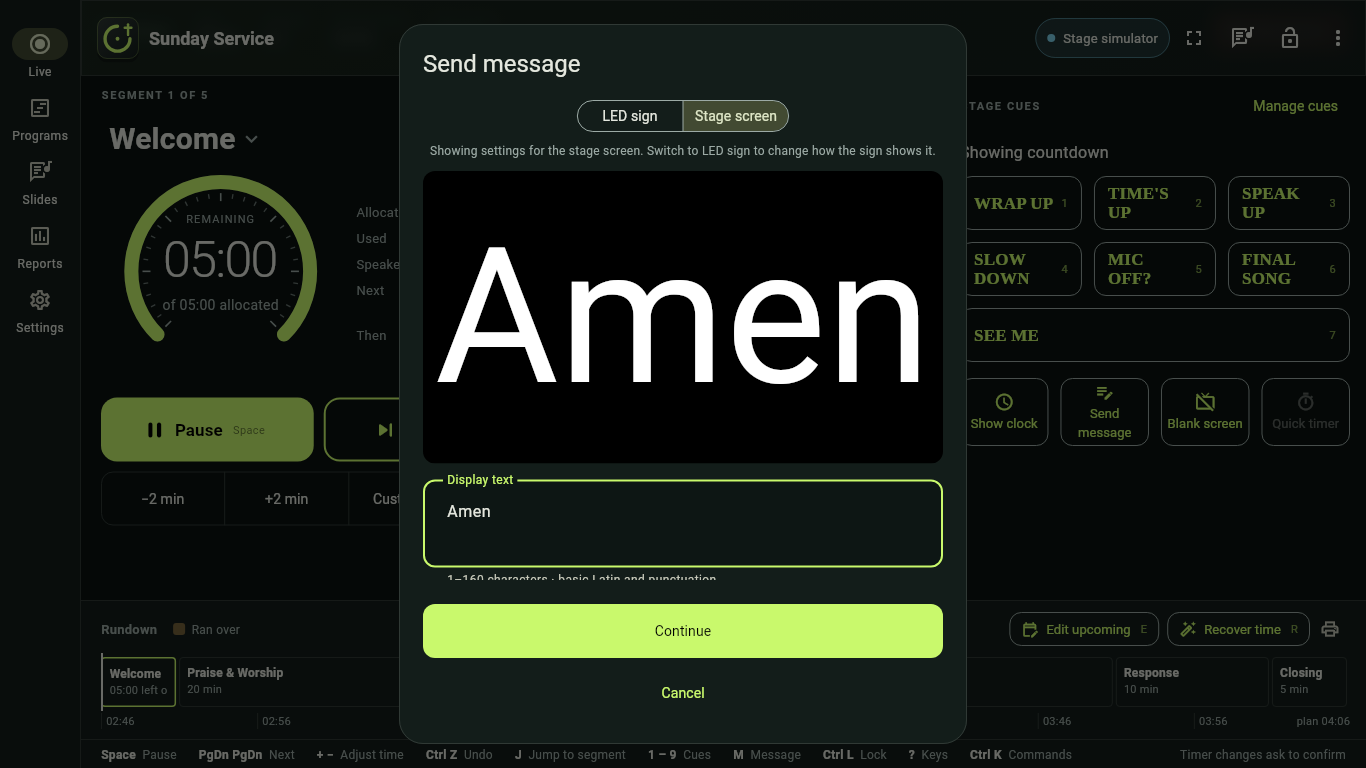 Sunday Service
Stage simulator
Live
Programs
Slides
Reports
Settings
SEGMENT 1 OF 5
Welcome
REMAINING
05:00
of 05:00 allocated
Used
Next
Then
Pause Space
−2 min
+2 min
Send message
LED sign
Stage screen
Showing settings for the stage screen. Switch to LED sign to change how the sign shows it.
Amen
Display text
Amen
1–160 characters · basic Latin and punctuation
Continue
Cancel
TAGE CUES
Manage cues
Showing countdown
WRAP UP 1
TIME'S UP 2
SPEAK UP 3
SLOW DOWN 4
MIC OFF? 5
FINAL SONG 6
SEE ME 7
Show clock
Send message
Blank screen
Quick timer
Rundown
Ran over
Edit upcoming E
Recover time R
Welcome
05:00 left o
Praise & Worship
20 min
Response
10 min
Closing
5 min
02:46
02:56
03:46
03:56
plan 04:06
Space Pause
PgDn PgDn Next
+ − Adjust time
Ctrl Z Undo
J Jump to segment
1 – 9 Cues
M Message
Ctrl L Lock
? Keys
Ctrl K Commands
Timer changes ask to confirm